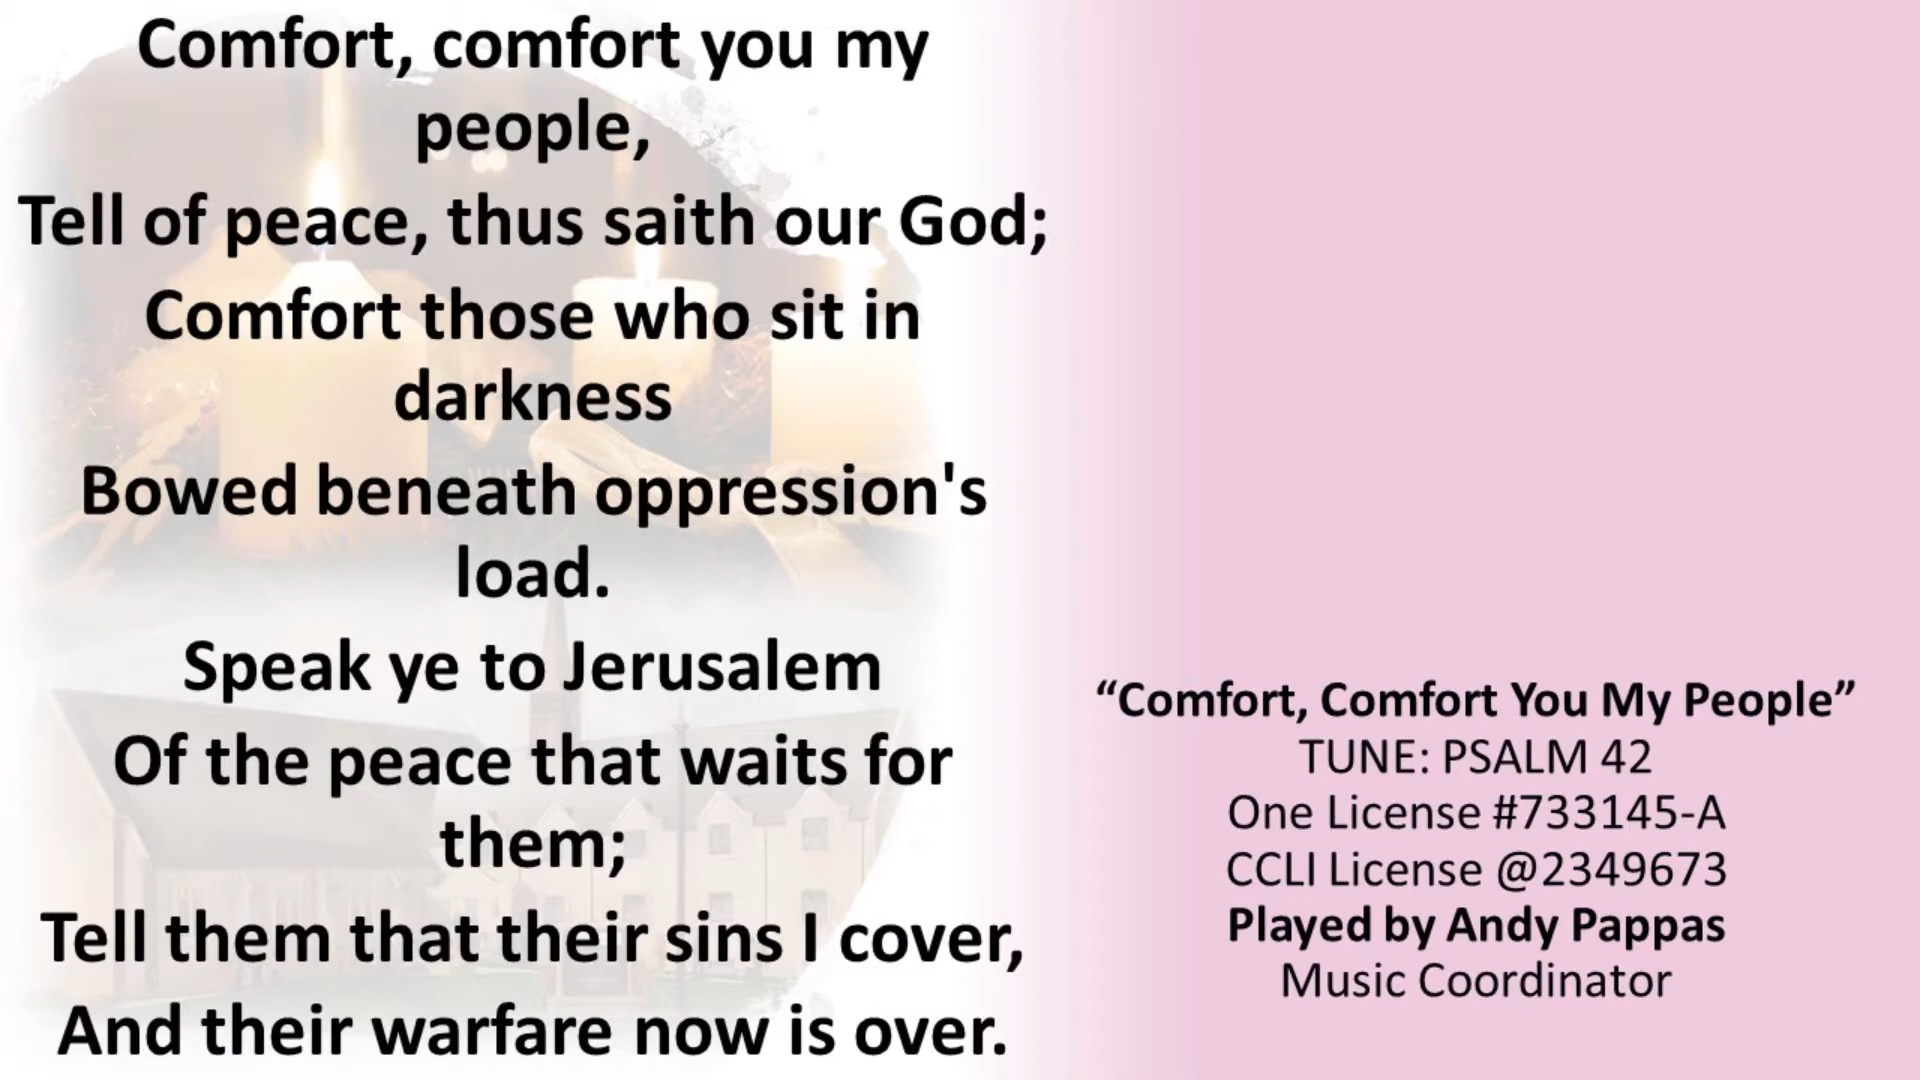 Comfort, comfort you my
people,
Tell of peace, thus saith our God;
Comfort those who sit in
darkness
Bowed beneath oppression's
load.
Speak ye to Jerusalem
Of the peace that waits for
them;
Tell them that their sins I cover,
And their warfare now is over.
“Comfort, Comfort You My People”
TUNE: PSALM 42
One License #733145-A
CCLI License @2349673
Played by Andy Pappas
Music Coordinator